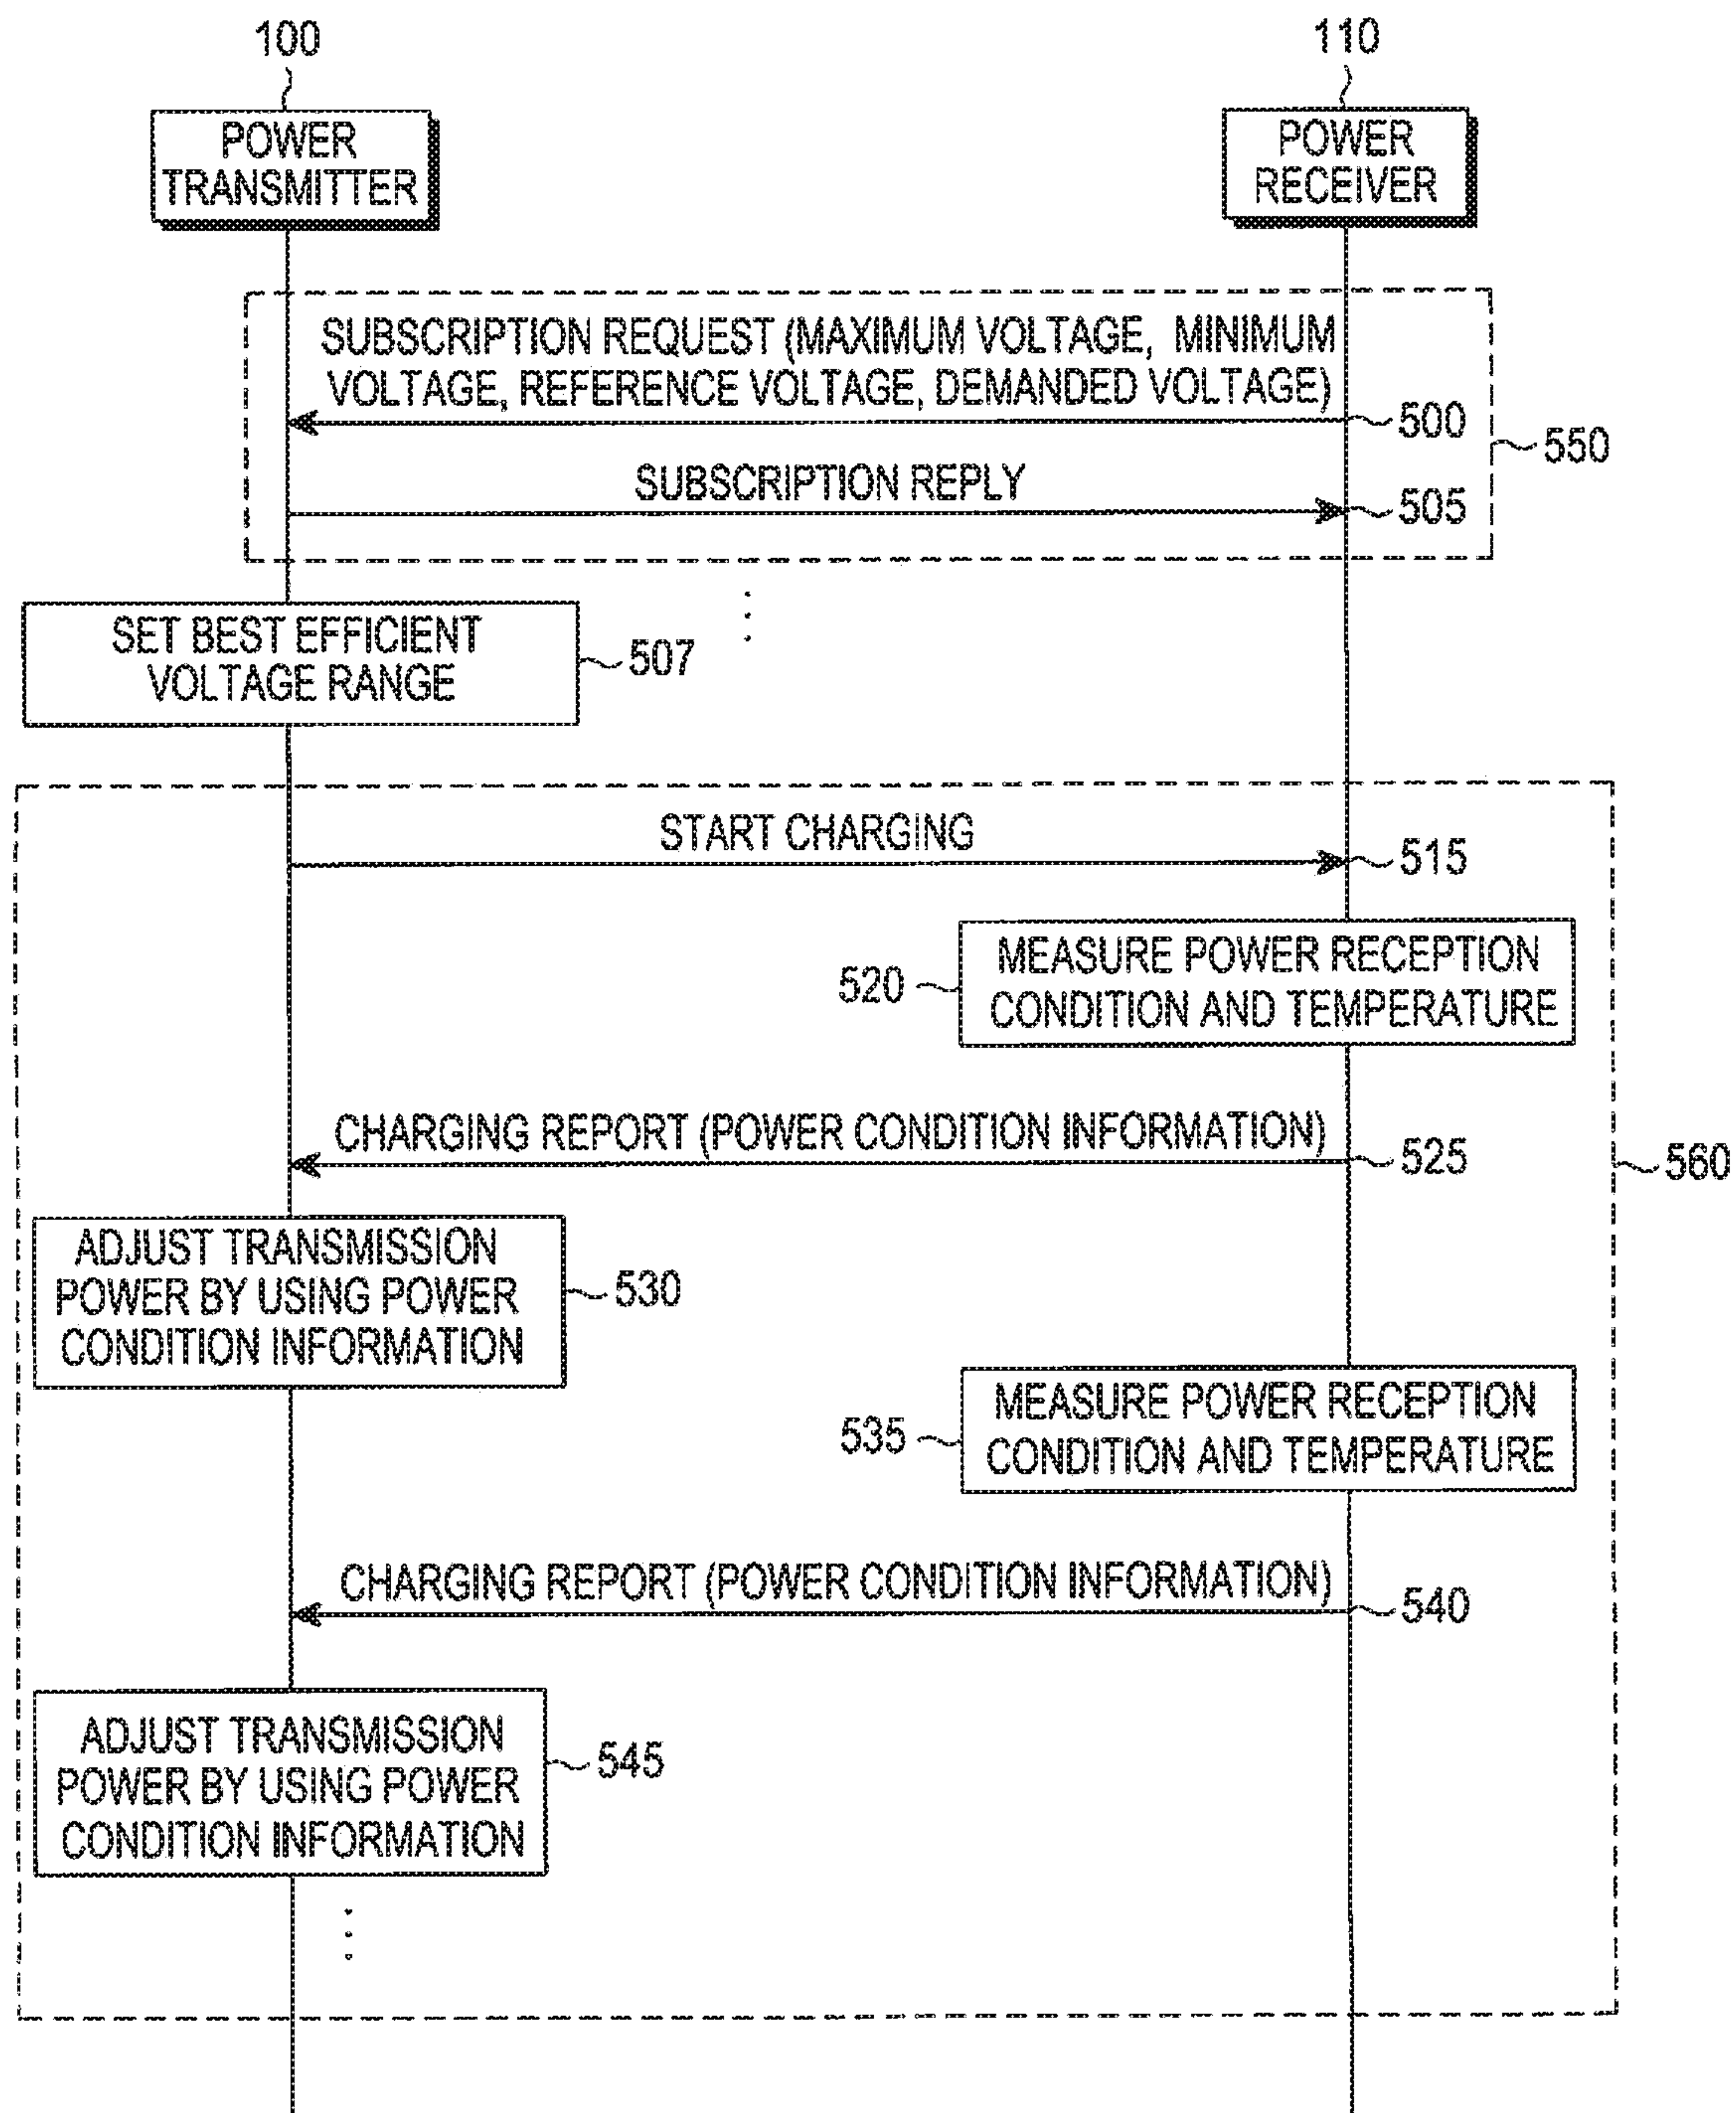 100
110
POWER
TRANSMITTER
POWER
RECEIVER
SUBSCRIPTION REQUEST (MAXIMUM VOLTAGE, MINIMUM
VOLTAGE, REFERENCE VOLTAGE, DEMANDED VOLTAGE)
500
550
SUBSCRIPTION REPLY
505
SET BEST EFFICIENT
VOLTAGE RANGE
507
START CHARGING
515
520
MEASURE POWER RECEPTION
CONDITION AND TEMPERATURE
CHARGING REPORT (POWER CONDITION INFORMATION)
525
560
ADJUST TRANSMISSION
POWER BY USING POWER
CONDITION INFORMATION
530
535
MEASURE POWER RECEPTION
CONDITION AND TEMPERATURE
CHARGING REPORT (POWER CONDITION INFORMATION)
540
ADJUST TRANSMISSION
POWER BY USING POWER
CONDITION INFORMATION
545